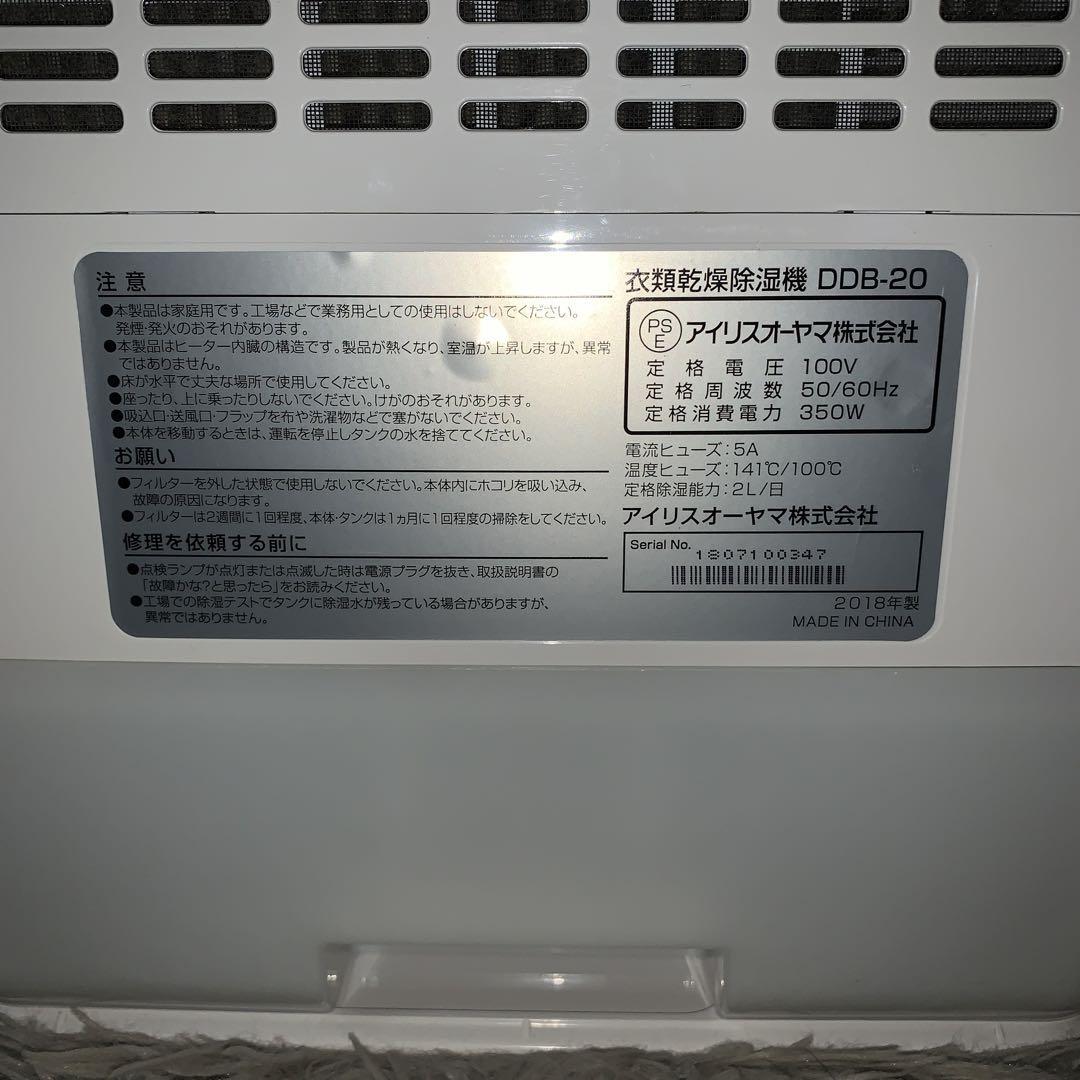 注意
●本製品は家庭用です。工場などで業務用としての使用はしないでください。
発煙・発火のおそれがあります。
●本製品はヒーター内臓の構造です。製品が熱くなり、室温が上昇しますが、異常
ではありません。
●床が水平で丈夫な場所で使用してください。
●座ったり、上に乗ったりしないでください。けがのおそれがあります。
●吸込口・送風口・フラップを布や洗濯物などで塞がないでください。
●本体を移動するときは、運転を停止しタンクの水を捨ててください。
お願い
●フィルターを外した状態で使用しないでください。本体内にホコリを吸い込み、
故障の原因になります。
●フィルターは2週間に1回程度、本体・タンクは1ヵ月に1回程度の掃除をしてください。
修理を依頼する前に
●点検ランプが点灯または点滅した時は電源プラグを抜き、取扱説明書の
「故障かな?と思ったら」をお読みください。
●工場での除湿テストでタンクに除湿水が残っている場合がありますが、
異常ではありません。
衣類乾燥除湿機 DDB-20
PS
E アイリスオーヤマ株式会社
定格電圧 100V
定格周波数 50/60Hz
定格消費電力 350W
電流ヒューズ:5A
温度ヒューズ:141℃/100℃
定格除湿能力:2L/日
アイリスオーヤマ株式会社
Serial No. 1807100347
2018年製
MADE IN CHINA